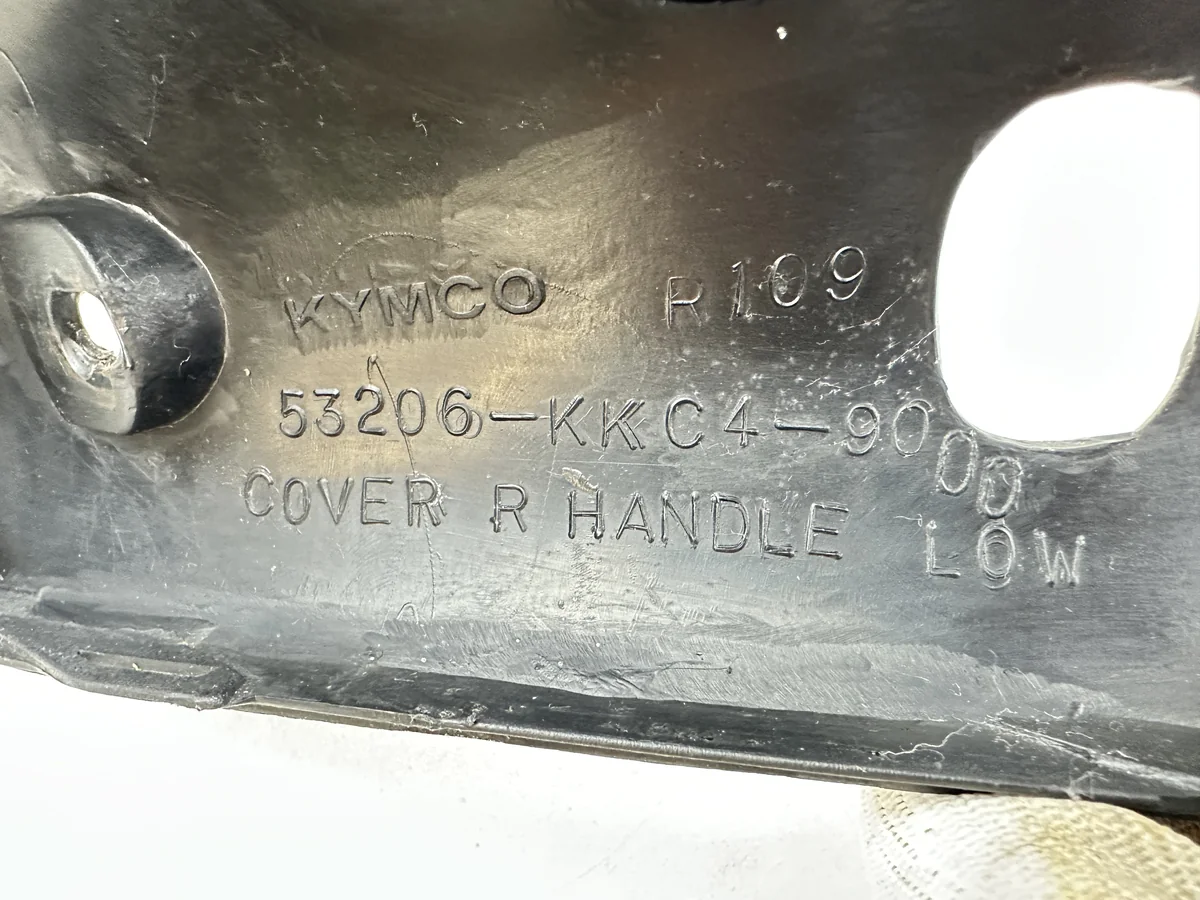 KYMCO R109
53206-KKC4-9000
COVER R HANDLE LOW